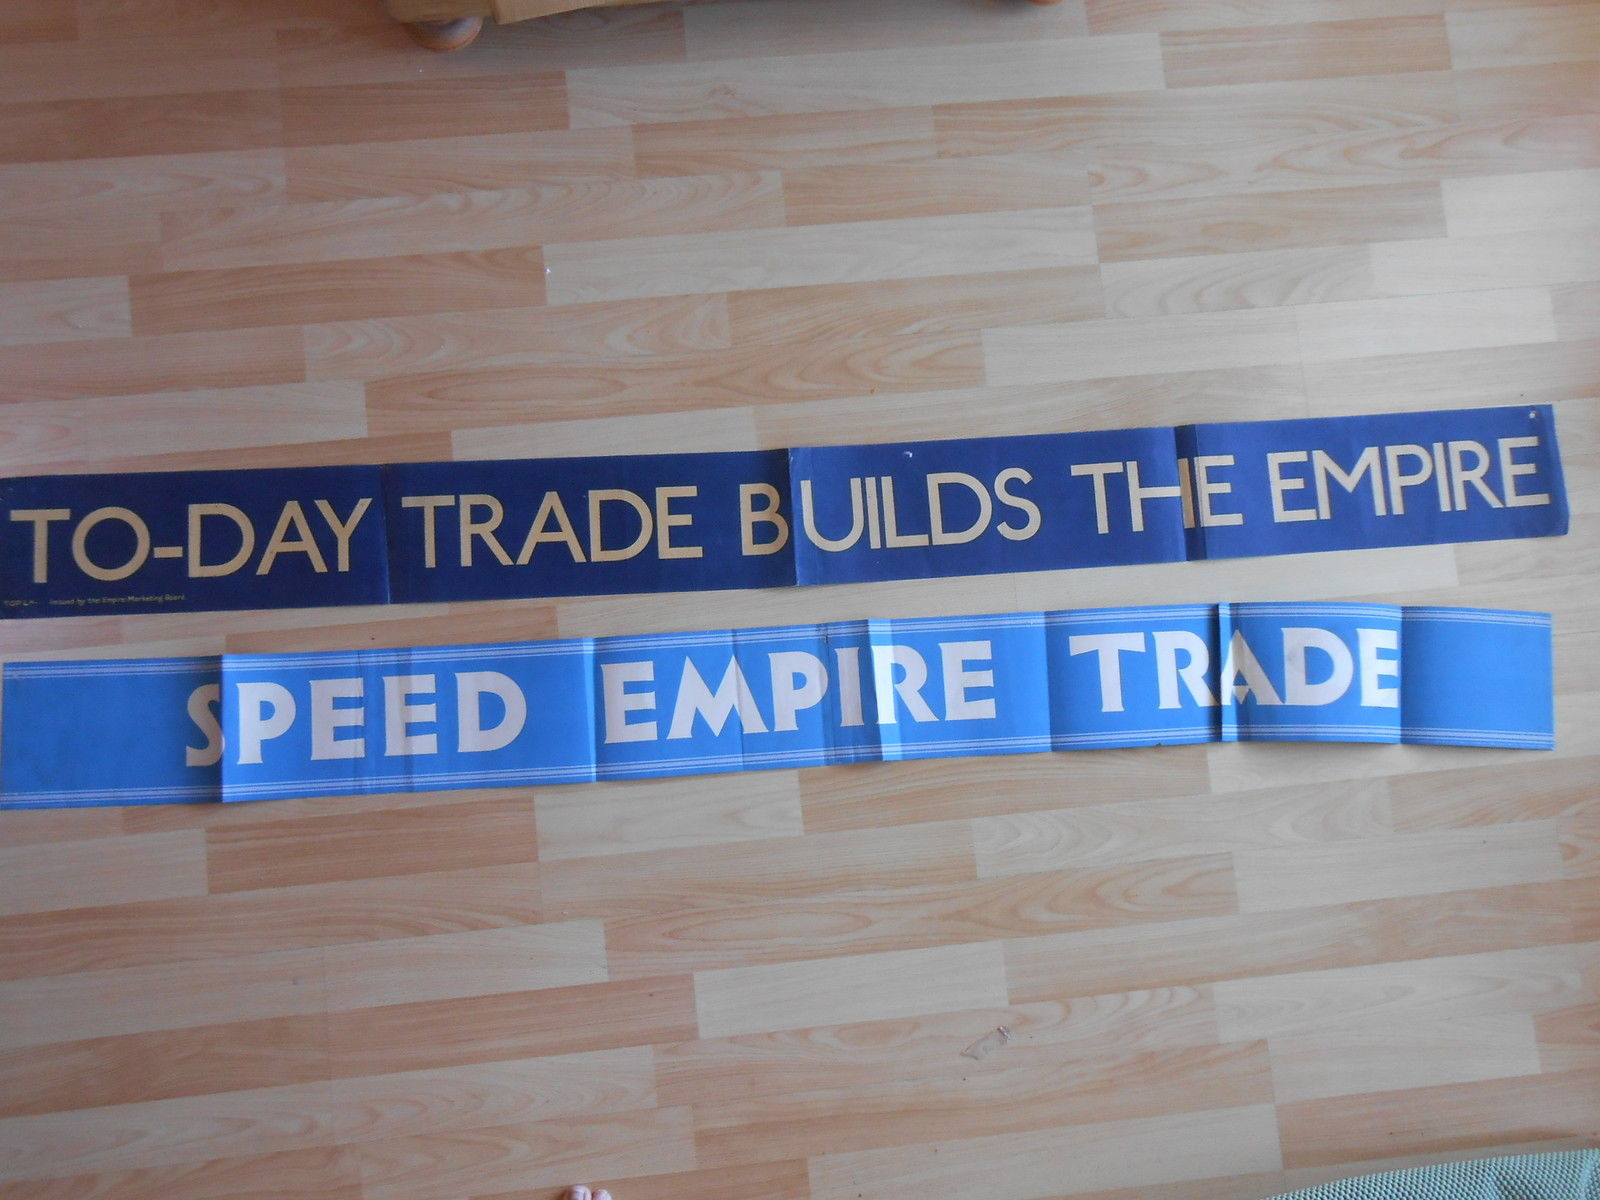 TO-DAY TRADE BUILDS THE EMPIRE
Issued by the Empire Marketing Board
SPEED EMPIRE TRADE